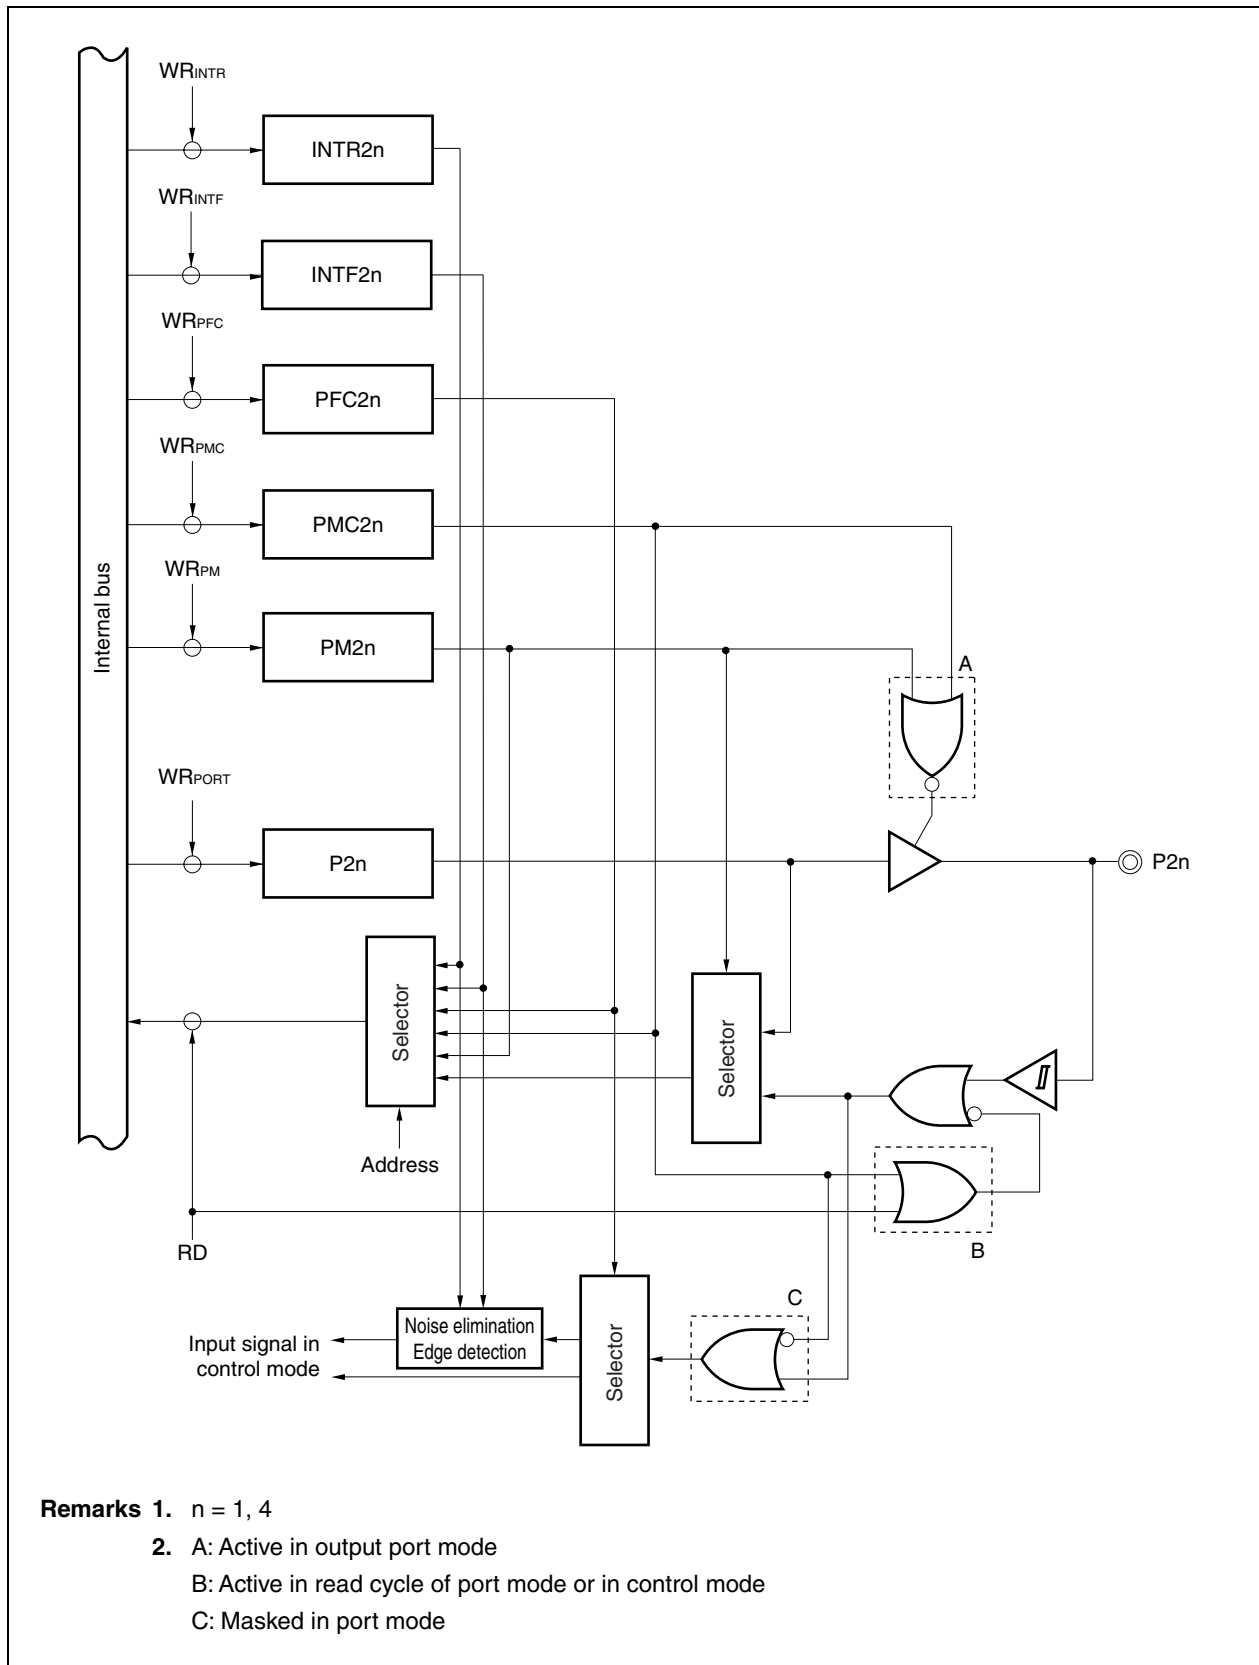 WRINTR
INTR2n
WRINTF
INTF2n
WRPFC
PFC2n
WRPMC
PMC2n
WRPM
PM2n
Internal bus
A
WRPORT
P2n
P2n
Selector
Selector
Address
RD
B
C
Noise elimination
Edge detection
Selector
Input signal in
control mode
Remarks 1. n = 1, 4
2. A: Active in output port mode
B: Active in read cycle of port mode or in control mode
C: Masked in port mode